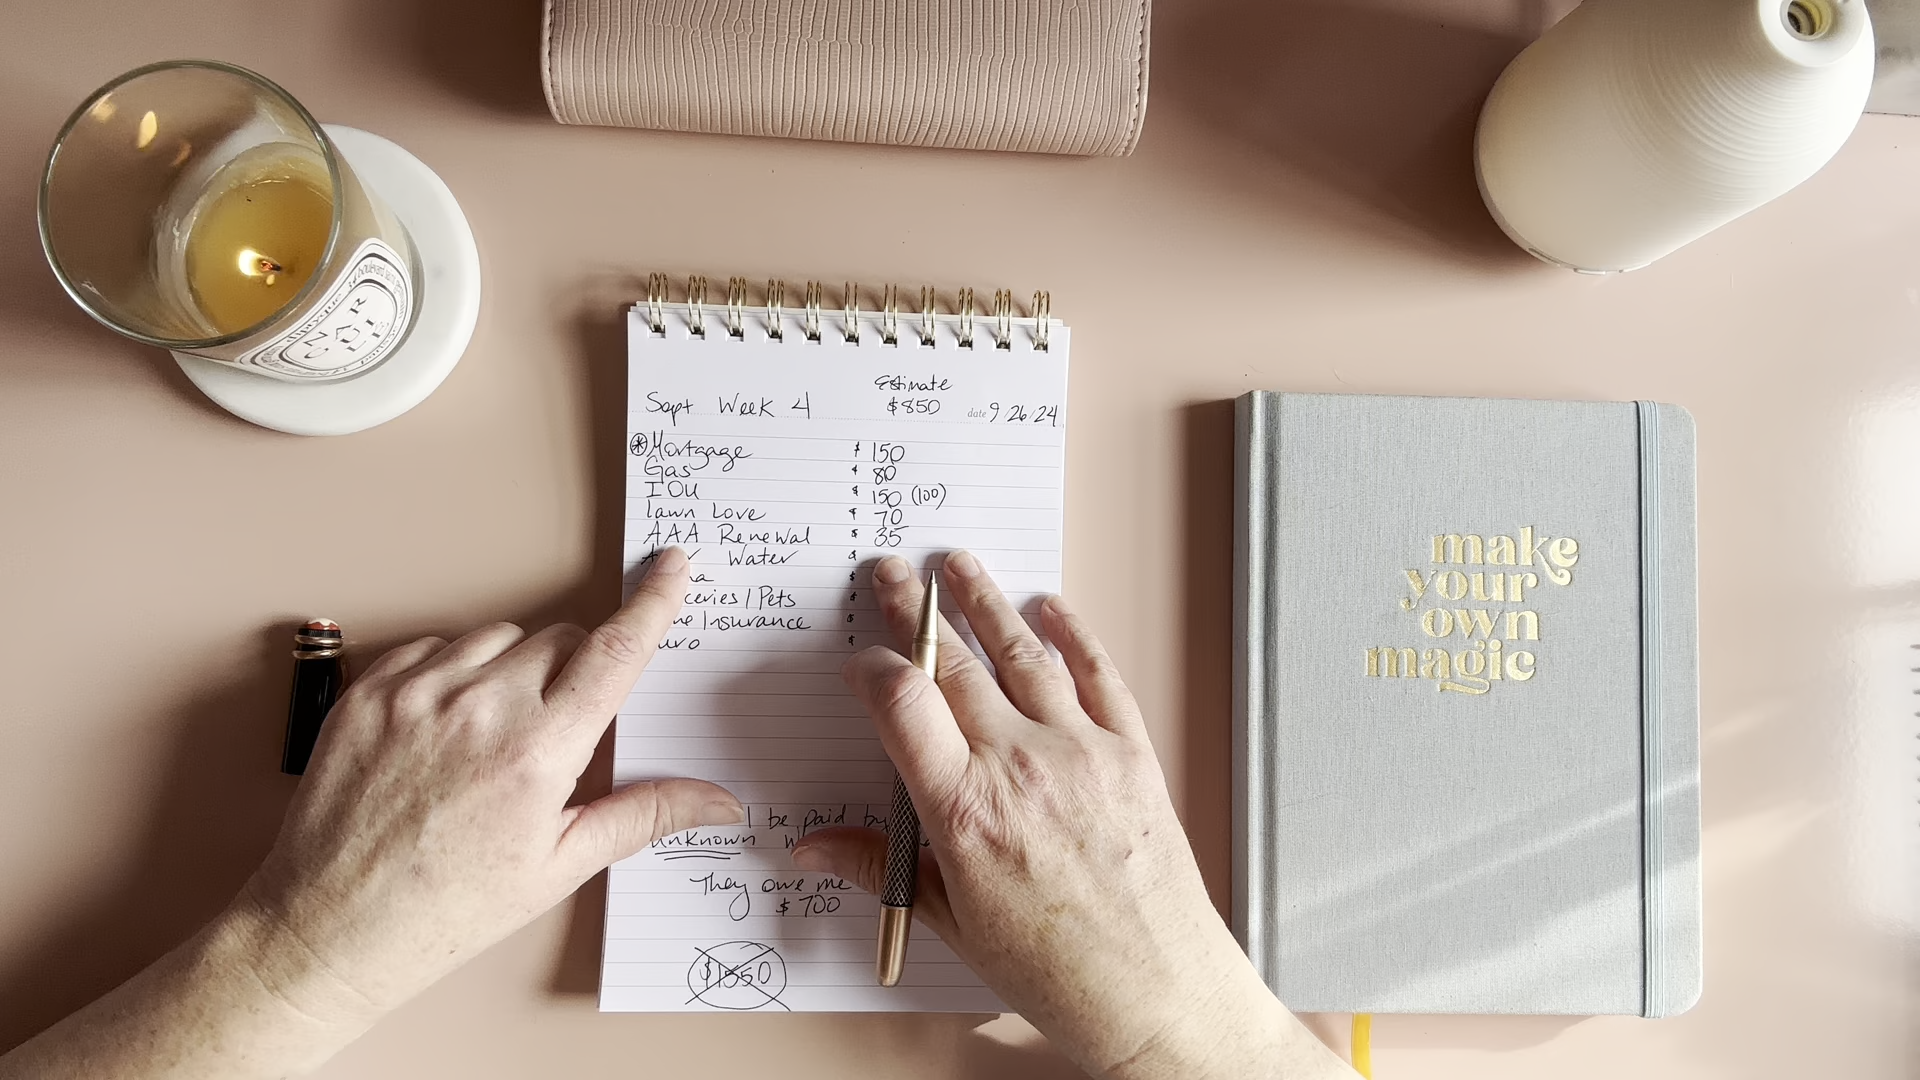 Estimate
Sept Week 4 $850 date 9/26/24
Mortgage $ 150
Gas $ 80
IOU $ 150 (100)
Lawn Love $ 70
AAA Renewal $ 35
Water $
$
ceries / Pets $
Insurance $
$
I be paid by
unknown
They owe me
$700
$1550
make
your
own
magic
diptyque